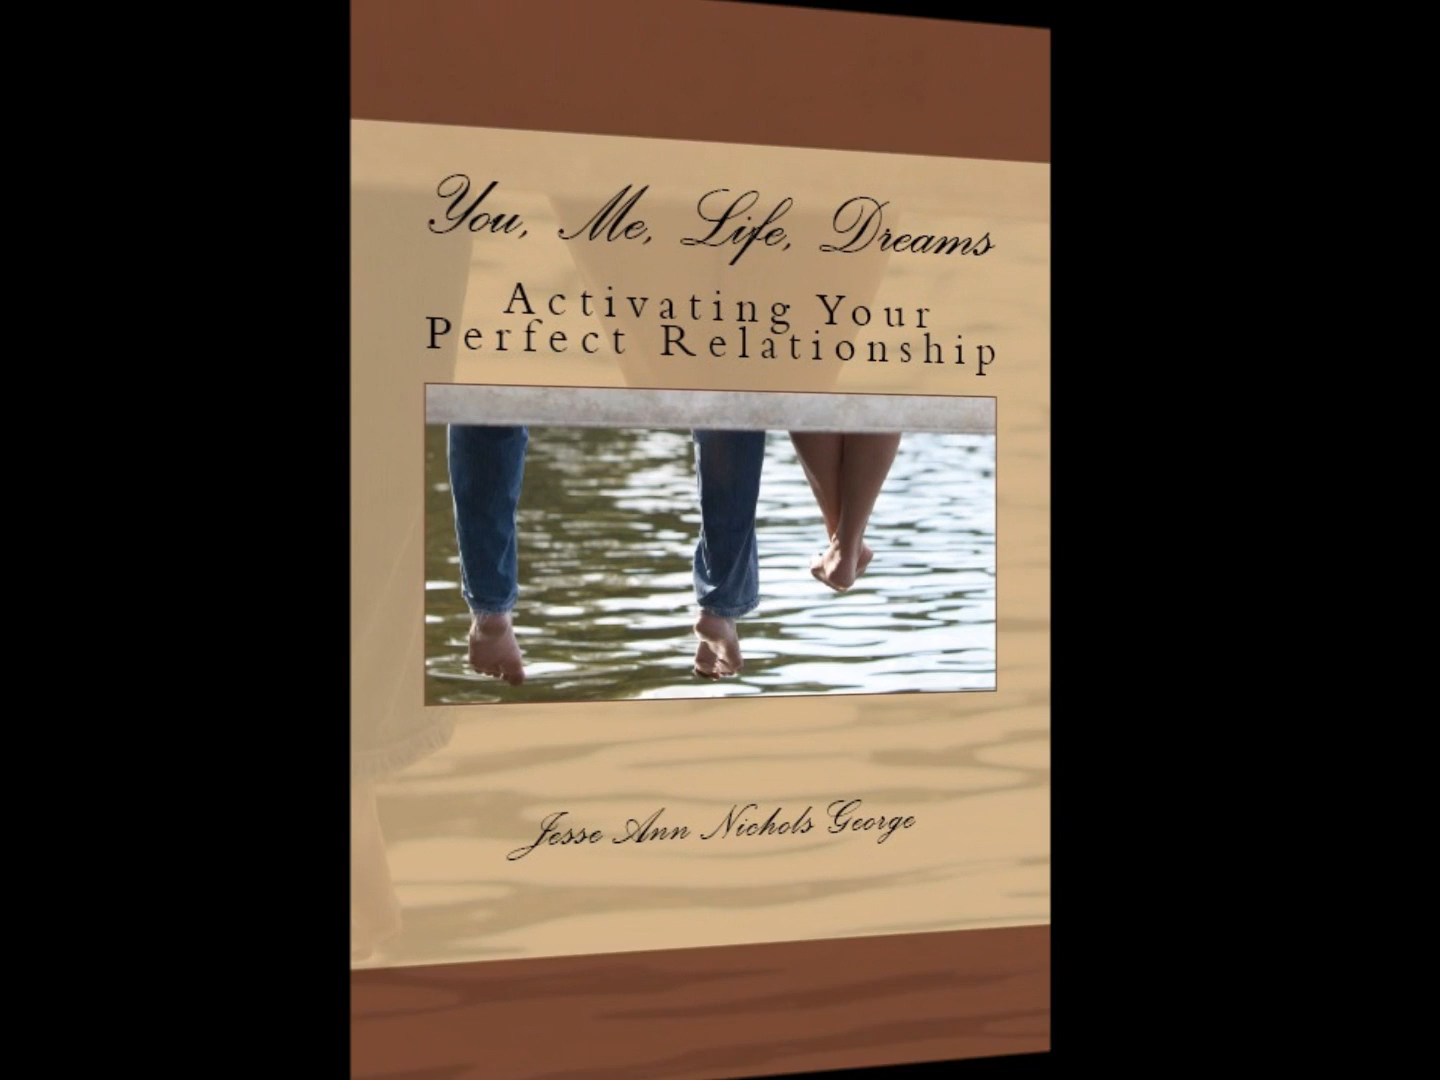 You, Me, Life, Dreams
Activating Your
Perfect Relationship
Jesse Ann Nichols George